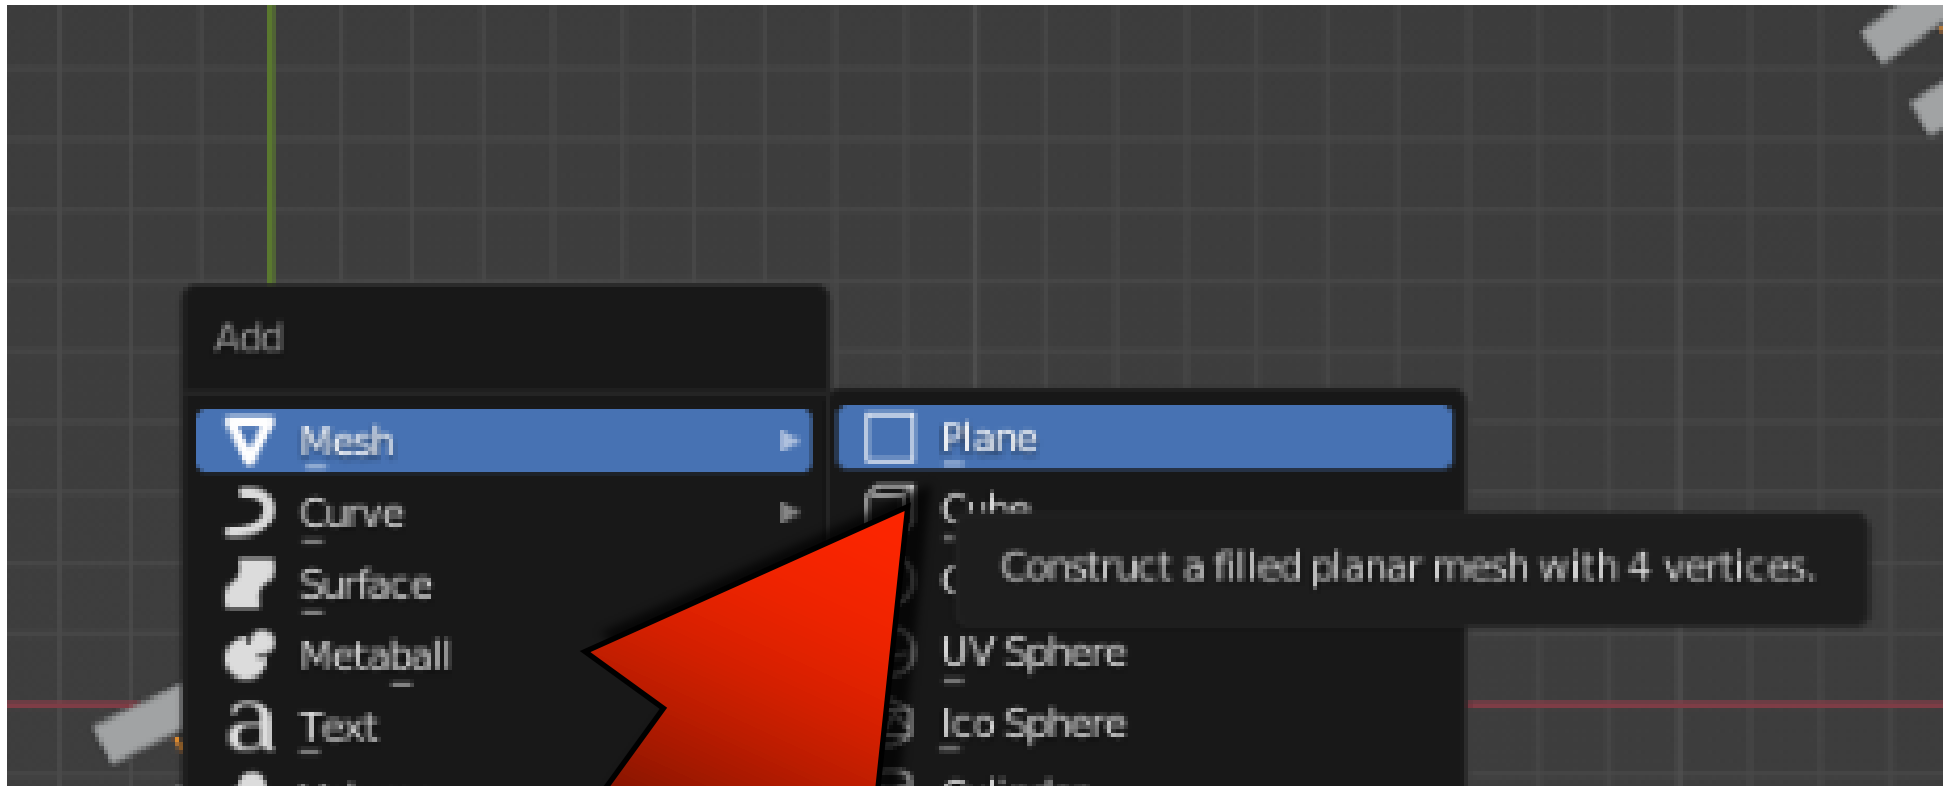 Add
Mesh
Plane
Curve
Cube
Surface
Construct a filled planar mesh with 4 vertices.
Metaball
UV Sphere
Text
Ico Sphere